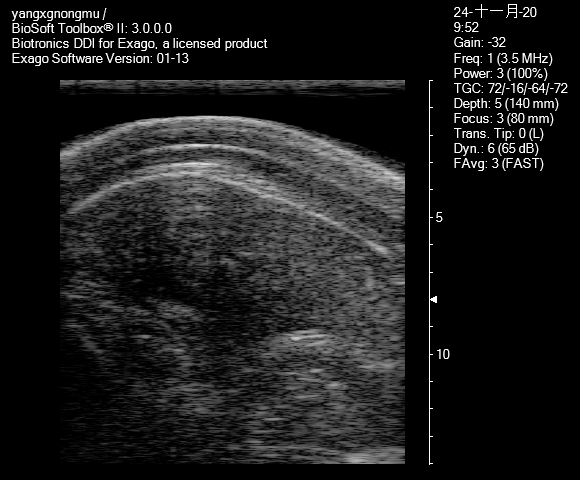 yangxgnongmu /
BioSoft Toolbox® II: 3.0.0.0
Biotronics DDI for Exago, a licensed product
Exago Software Version: 01-13
24-十一月-20
9:52
Gain: -32
Freq: 1 (3.5 MHz)
Power: 3 (100%)
TGC: 72/-16/-64/-72
Depth: 5 (140 mm)
Focus: 3 (80 mm)
Trans. Tip: 0 (L)
Dyn.: 6 (65 dB)
FAvg: 3 (FAST)
5
10